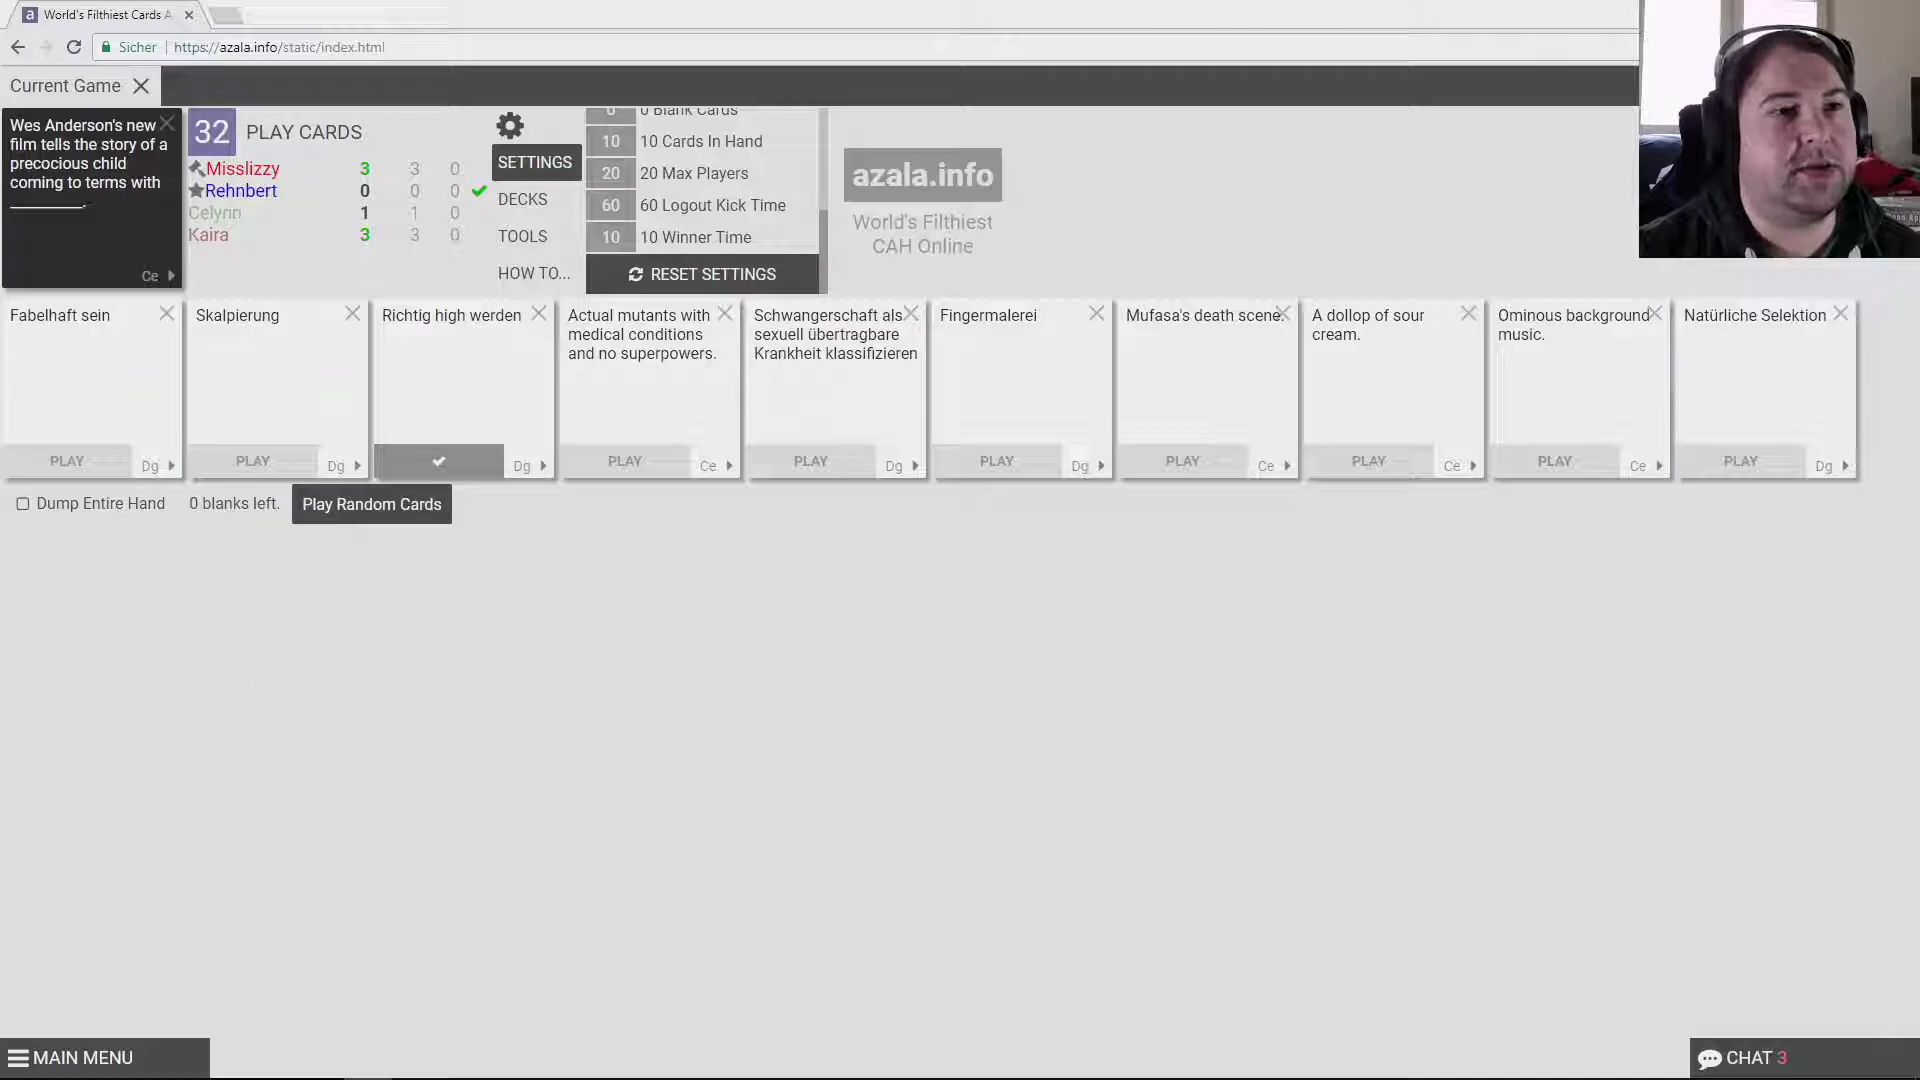 World's Filthiest Cards A
Sicher
https://azala.info/static/index.html
Current Game
Wes Anderson's new
film tells the story of a
precocious child
coming to terms with
_________.
Ce
32 PLAY CARDS
Misslizzy 3 3 0
Rehnbert 0 0 0
Celynn 1 1 0
Kaira 3 3 0
SETTINGS
DECKS
TOOLS
HOW TO...
0 0 Blank Cards
10 10 Cards In Hand
20 20 Max Players
60 60 Logout Kick Time
10 10 Winner Time
RESET SETTINGS
azala.info
World's Filthiest
CAH Online
Fabelhaft sein
PLAY Dg
Skalpierung
PLAY Dg
Richtig high werden
Dg
Actual mutants with
medical conditions
and no superpowers.
PLAY Ce
Schwangerschaft als
sexuell übertragbare
Krankheit klassifizieren
PLAY Dg
Fingermalerei
PLAY Dg
Mufasa's death scene.
PLAY Ce
A dollop of sour
cream.
PLAY Ce
Ominous background
music.
PLAY Ce
Natürliche Selektion
PLAY Dg
Dump Entire Hand 0 blanks left. Play Random Cards
MAIN MENU
CHAT 3